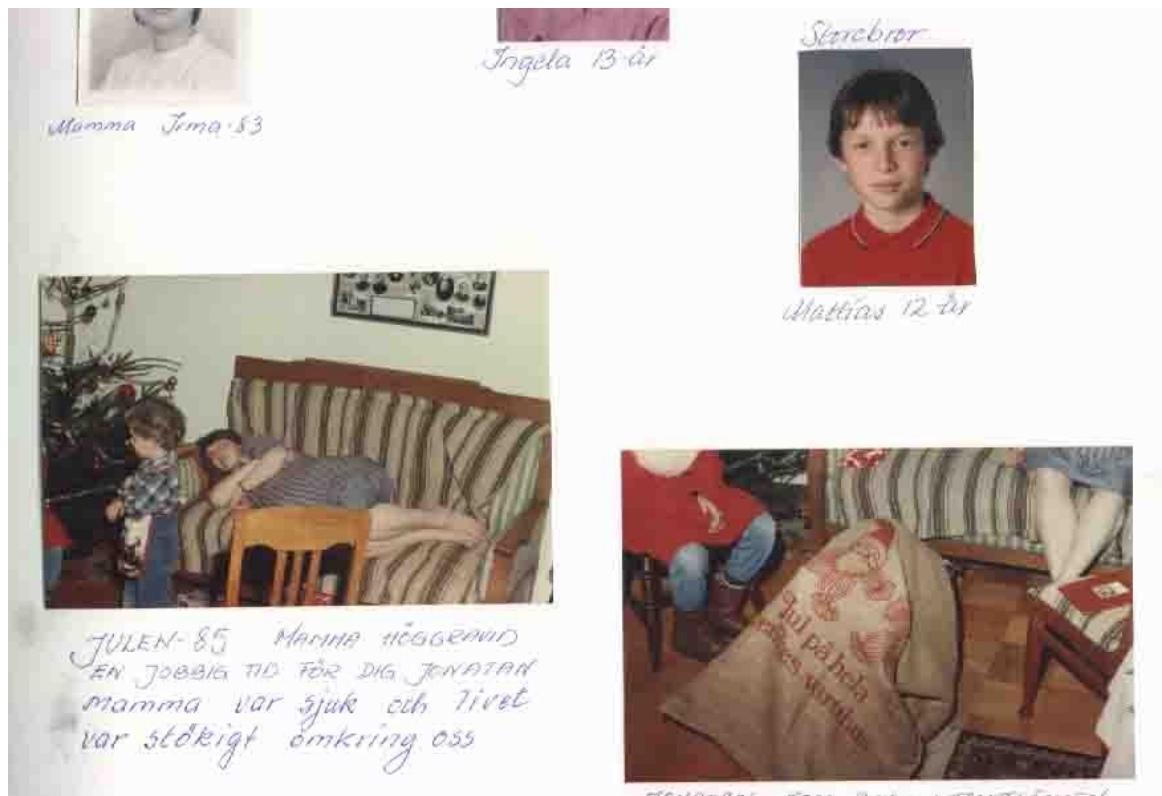 Ingela 13 år
Storebror
Mamma Irma-83
Mattias 12 år
JULEN-85 MAMMA HÖGGRAVID
EN JOBBIG TID FÖR DIG JONATAN
mamma var sjuk och livet
var stökigt omkring oss
Jul på hela